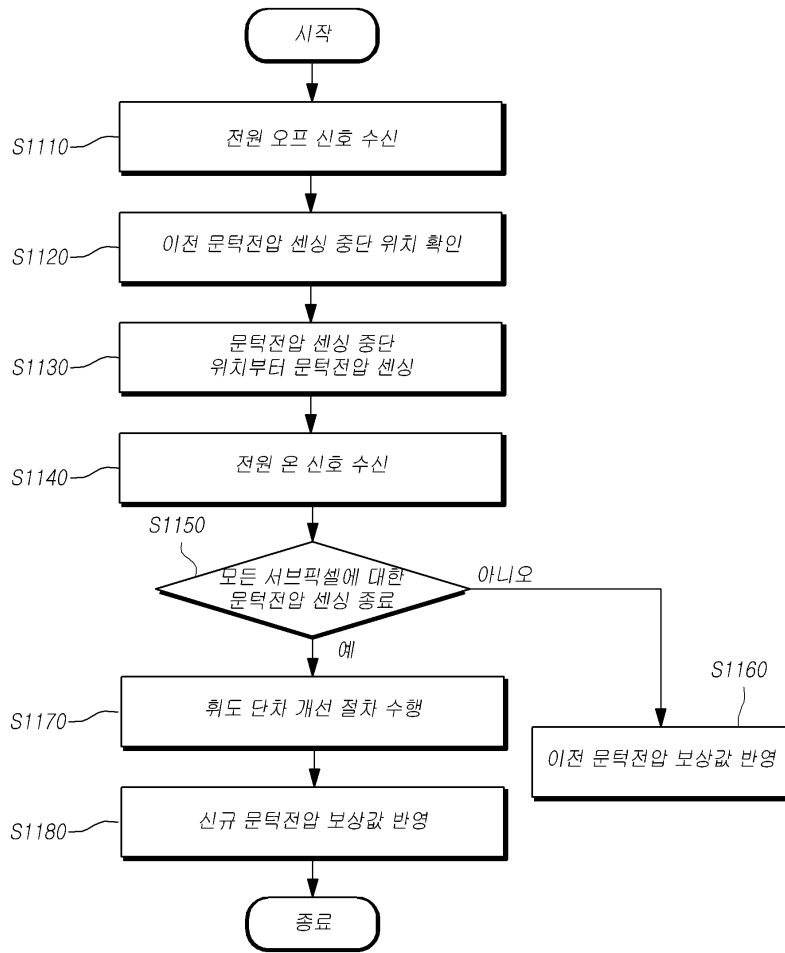 시작
S1110
전원 오프 신호 수신
S1120
이전 문턱전압 센싱 중단 위치 확인
S1130
문턱전압 센싱 중단
위치부터 문턱전압 센싱
S1140
전원 온 신호 수신
S1150
모든 서브픽셀에 대한
문턱전압 센싱 종료
아니오
예
S1160
이전 문턱전압 보상값 반영
S1170
휘도 단차 개선 절차 수행
S1180
신규 문턱전압 보상값 반영
종료